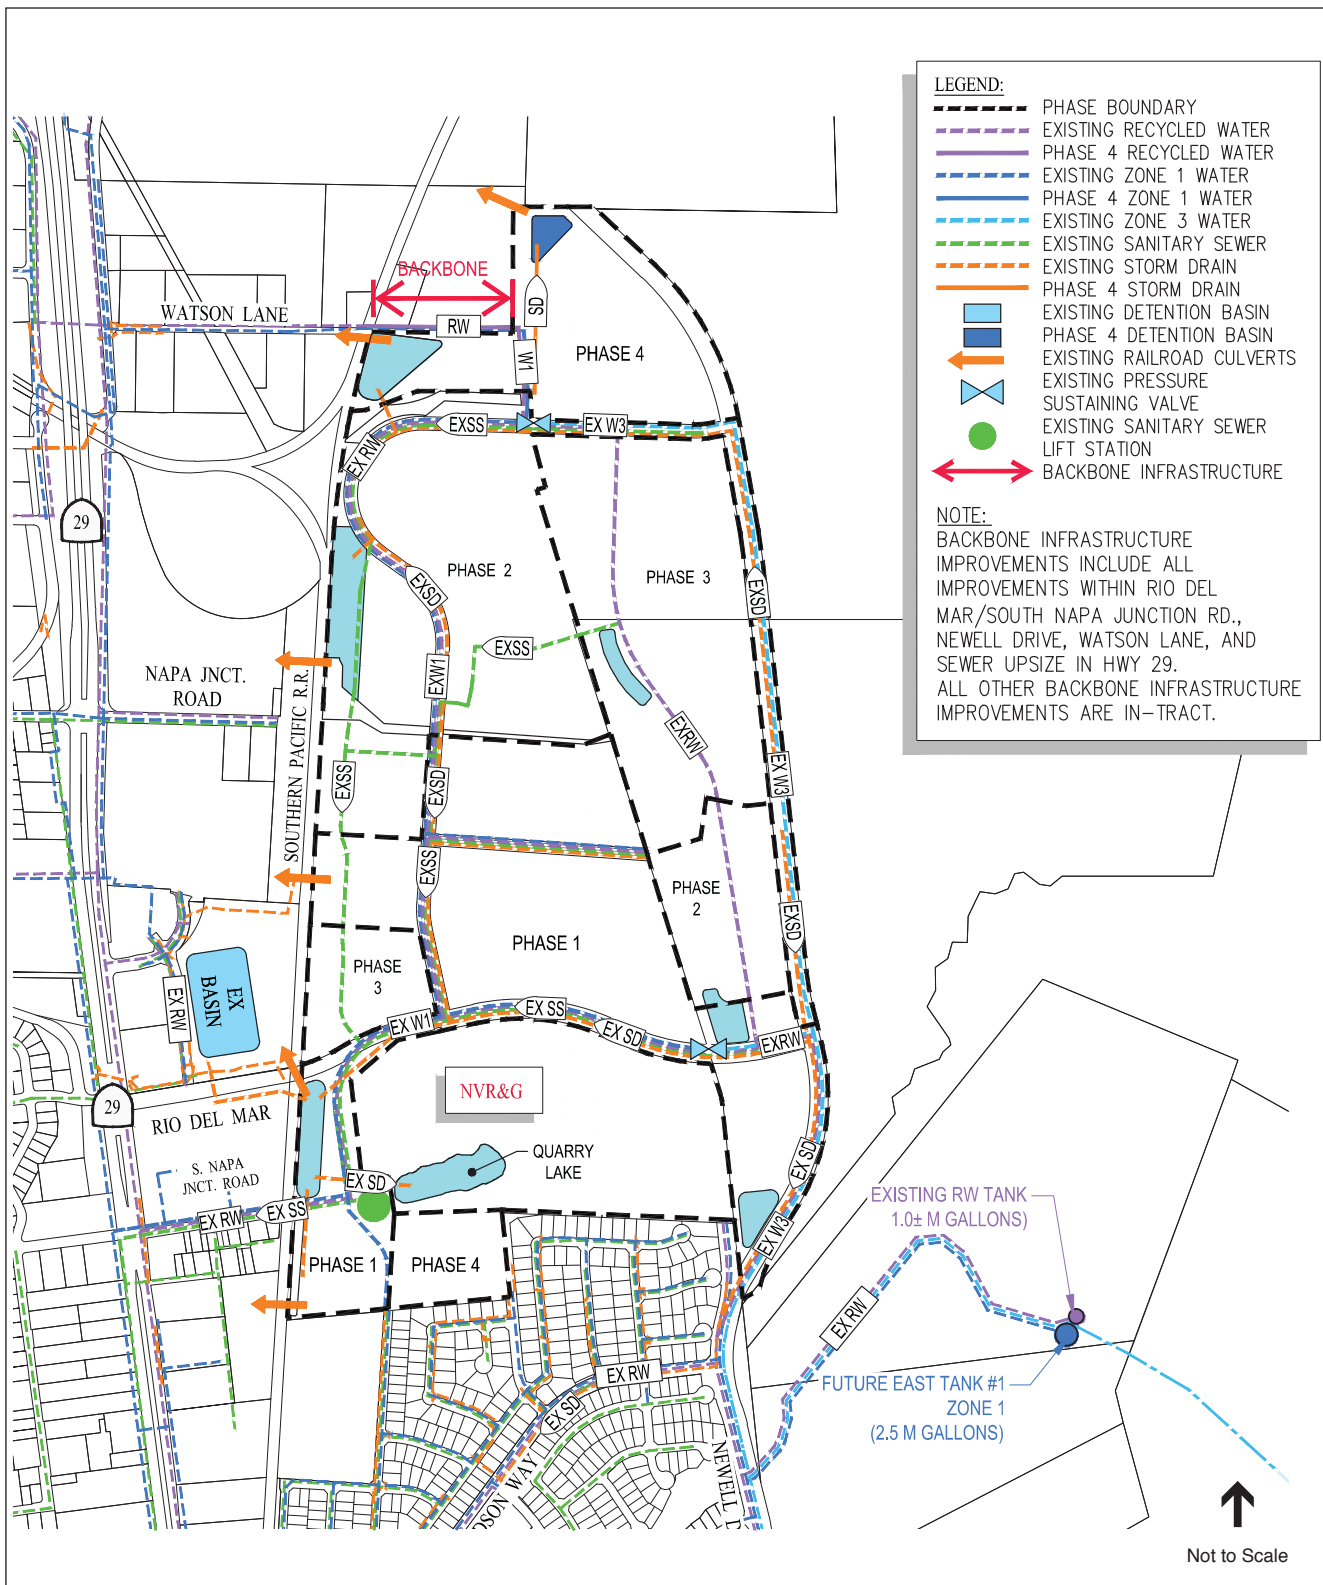 LEGEND:
PHASE BOUNDARY
EXISTING RECYCLED WATER
PHASE 4 RECYCLED WATER
EXISTING ZONE 1 WATER
PHASE 4 ZONE 1 WATER
EXISTING ZONE 3 WATER
EXISTING SANITARY SEWER
EXISTING STORM DRAIN
PHASE 4 STORM DRAIN
EXISTING DETENTION BASIN
PHASE 4 DETENTION BASIN
EXISTING RAILROAD CULVERTS
EXISTING PRESSURE
SUSTAINING VALVE
EXISTING SANITARY SEWER
LIFT STATION
BACKBONE INFRASTRUCTURE
NOTE:
BACKBONE INFRASTRUCTURE
IMPROVEMENTS INCLUDE ALL
IMPROVEMENTS WITHIN RIO DEL
MAR/SOUTH NAPA JUNCTION RD.,
NEWELL DRIVE, WATSON LANE, AND
SEWER UPSIZE IN HWY 29.
ALL OTHER BACKBONE INFRASTRUCTURE
IMPROVEMENTS ARE IN-TRACT.
BACKBONE
WATSON LANE
RW
SD
W1
PHASE 4
EXSS
EX W3
EX RW
29
PHASE 2
EXSD
PHASE 3
EXSD
EXSS
EXW1
NAPA JNCT.
ROAD
SOUTHERN PACIFIC R.R.
EXRW
EXSS
EXSD
EX W3
EXSS
PHASE
2
EXSD
PHASE 1
PHASE
3
EX
BASIN
EX RW
EX W1
EX SS
EX SD
EXRW
29
RIO DEL MAR
NVR&G
QUARRY
LAKE
EX SD
EX SD
S. NAPA
JNCT. ROAD
EX RW
EX SS
EX W3
PHASE 1
PHASE 4
EXISTING RW TANK
1.0± M GALLONS)
EX RW
EX RW
EX SD
FUTURE EAST TANK #1
ZONE 1
(2.5 M GALLONS)
DSON WAY
NEWELL D
Not to Scale